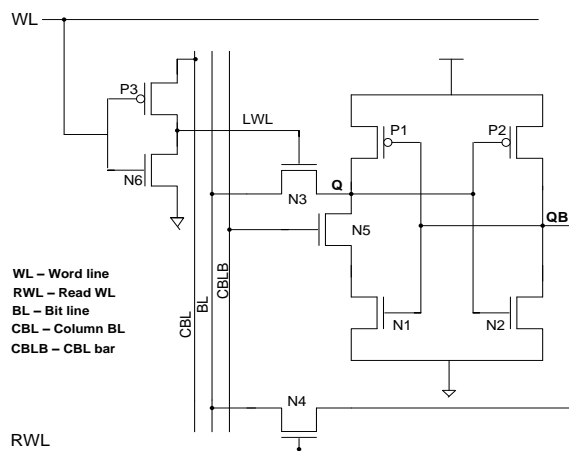 WL
P3
LWL
P1
P2
N6
Q
N3
QB
N5
WL – Word line
RWL – Read WL
BL – Bit line
CBL – Column BL
CBLB – CBL bar
CBL
BL
CBLB
N1
N2
N4
RWL